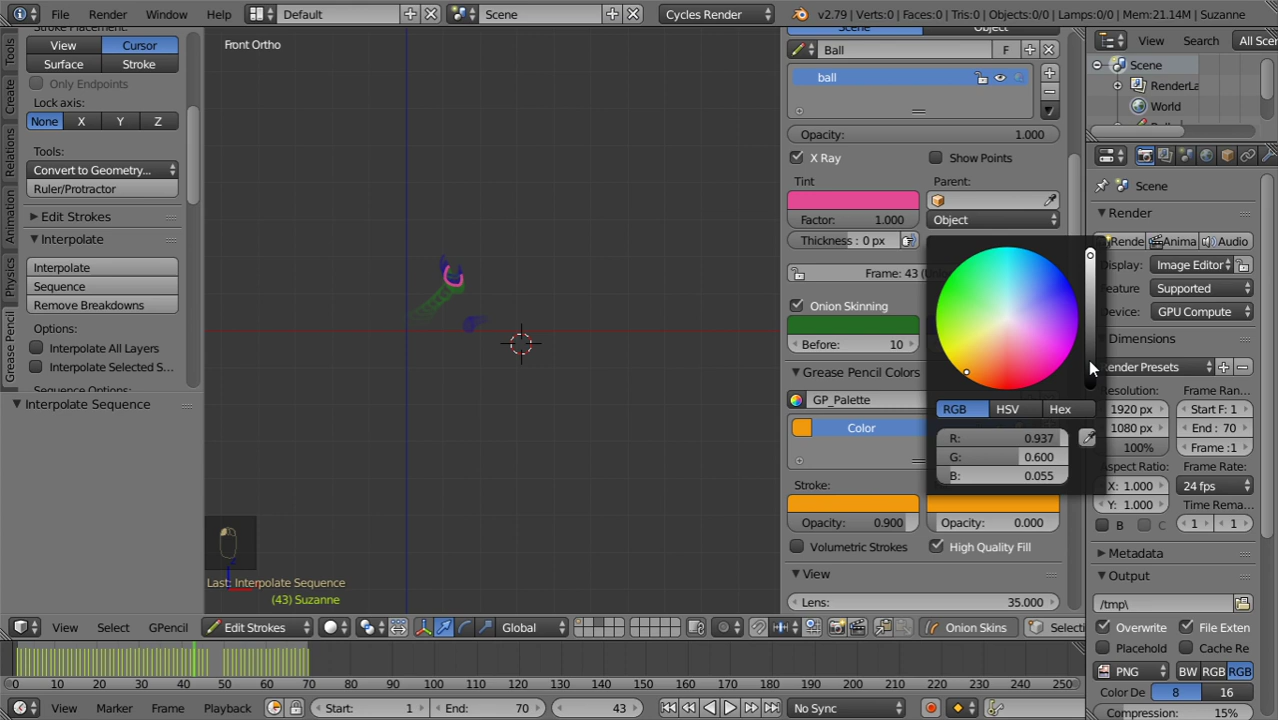 File Render Window Help Default Scene Cycles Render v2.79 | Verts:0 | Faces:0 | Tris:0 | Objects:0/0 | Lamps:0/0 | Mem:21.14M | Suzanne
Tools
Create
Relations
Animation
Physics
Grease Pencil
Stroke Placement:
View Cursor
Surface Stroke
Only Endpoints
Lock axis:
None X Y Z
Tools:
Convert to Geometry...
Ruler/Protractor
Edit Strokes
Interpolate
Interpolate
Sequence
Remove Breakdowns
Options:
Interpolate All Layers
Interpolate Selected S...
Sequence Options:
Interpolate Sequence
Front Ortho
Last: Interpolate Sequence
(43) Suzanne
Scene Object
Ball F
ball
Opacity: 1.000
X Ray Show Points
Tint Parent:
Factor: 1.000 Object
Thickness: 0 px
Frame: 43
Onion Skinning
Before: 10
Grease Pencil Colors
GP_Palette
Color
RGB HSV Hex
R: 0.937
G: 0.600
B: 0.055
Stroke:
Opacity: 0.900 Opacity: 0.000
Volumetric Strokes High Quality Fill
View
Lens: 35.000
View Search All Sce
Scene
RenderLa
World
Scene
Render
Rende Anima Audio
Display: Image Editor
eature Supported
Device: GPU Compute
Dimensions
ender Presets
Resolution: Frame Ran...
1920 px Start F: 1
1080 px End : 70
100% Frame :1
Aspect Ratio: Frame Rate:
X: 1.000 24 fps
Y: 1.000 Time Rema...
B C 1 1
Metadata
Output
/tmp\
Overwrite File Exten
Placehold Cache Re
PNG BW RGB RGB
Color De 8 16
Compression: 15%
View Select GPencil Edit Strokes Global Onion Skins Selecti
0 10 20 30 40 50 60 70 80 90 100 110 120 130 140 150 160 170 180 190 200 210 220 230 240 250
View Marker Frame Playback Start: 1 End: 70 43 No Sync